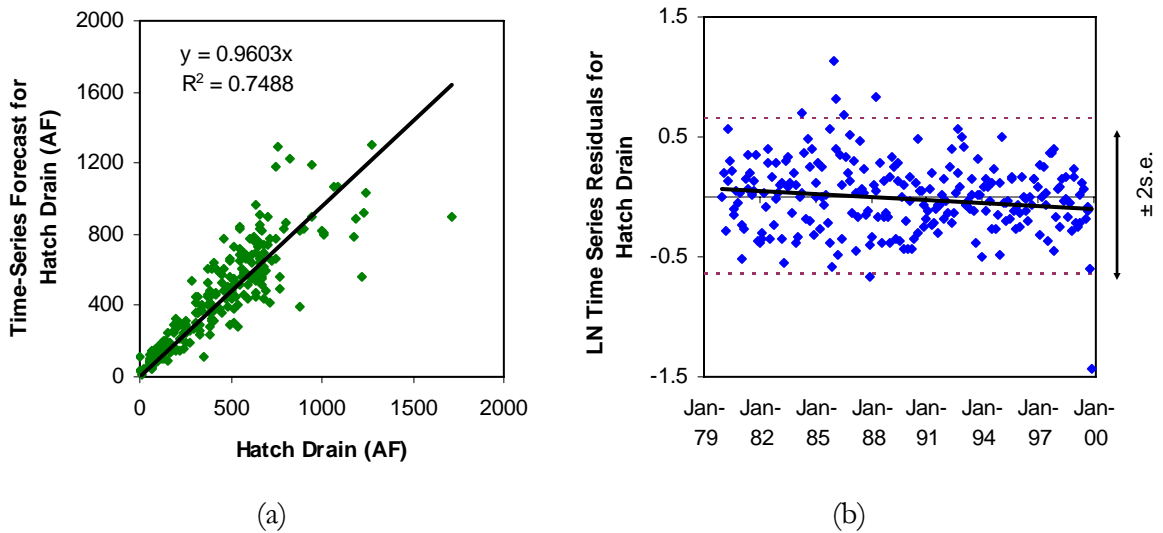 Time-Series Forecast for
Hatch Drain (AF)
2000
1600
1200
800
400
0
y = 0.9603x
R² = 0.7488
0
500
1000
1500
2000
Hatch Drain (AF)
(a)
LN Time Series Residuals for
Hatch Drain
1.5
0.5
-0.5
-1.5
Jan-
79
Jan-
82
Jan-
85
Jan-
88
Jan-
91
Jan-
94
Jan-
97
Jan-
00
± 2s.e.
(b)